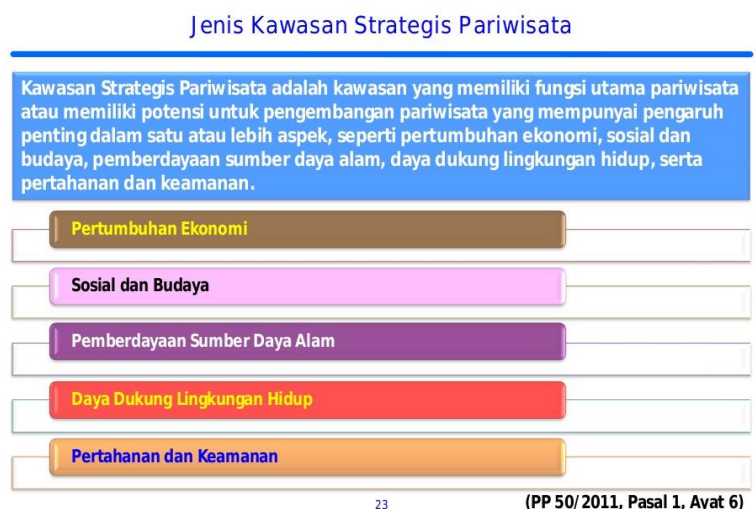 Jenis Kawasan Strategis Pariwisata
Kawasan Strategis Pariwisata adalah kawasan yang memiliki fungsi utama pariwisata
atau memiliki potensi untuk pengembangan pariwisata yang mempunyai pengaruh
penting dalam satu atau lebih aspek, seperti pertumbuhan ekonomi, sosial dan
budaya, pemberdayaan sumber daya alam, daya dukung lingkungan hidup, serta
pertahanan dan keamanan.
Pertumbuhan Ekonomi
Sosial dan Budaya
Pemberdayaan Sumber Daya Alam
Daya Dukung Lingkungan Hidup
Pertahanan dan Keamanan
23
(PP 50/2011, Pasal 1, Ayat 6)